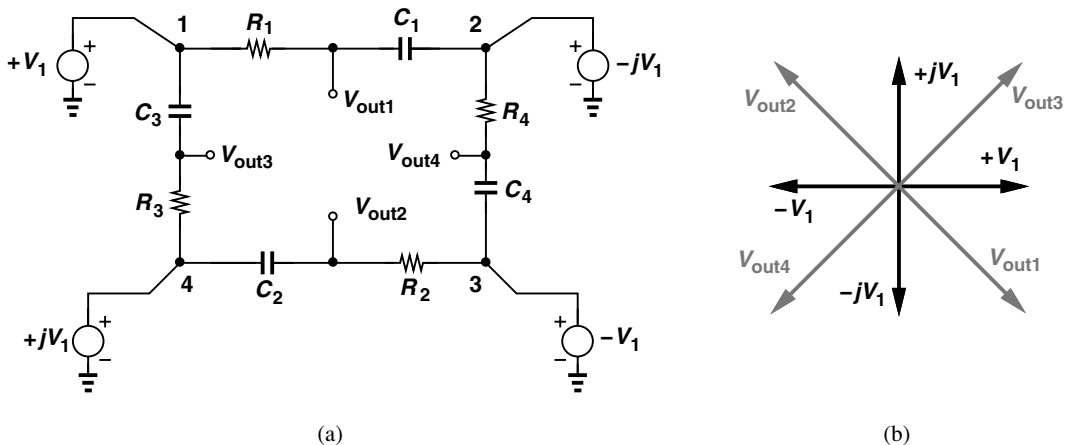 1
R1
C1
2
+V1
+
−
Vout1
+
−
−jV1
C3
R4
Vout3
Vout4
R3
C4
Vout2
4
C2
R2
3
+jV1
+
−
+
−
−V1
(a)
+jV1
Vout2
Vout3
+V1
−V1
Vout4
Vout1
−jV1
(b)